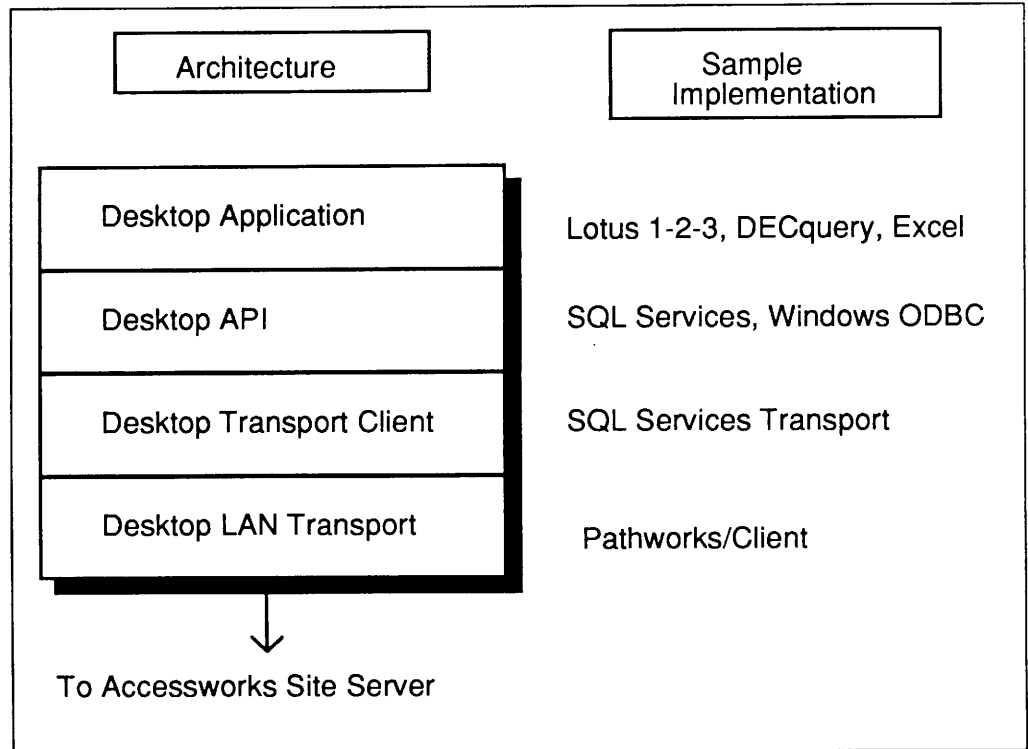 Architecture
Sample
Implementation
Desktop Application
Lotus 1-2-3, DECquery, Excel
Desktop API
SQL Services, Windows ODBC
Desktop Transport Client
SQL Services Transport
Desktop LAN Transport
Pathworks/Client
To Accessworks Site Server